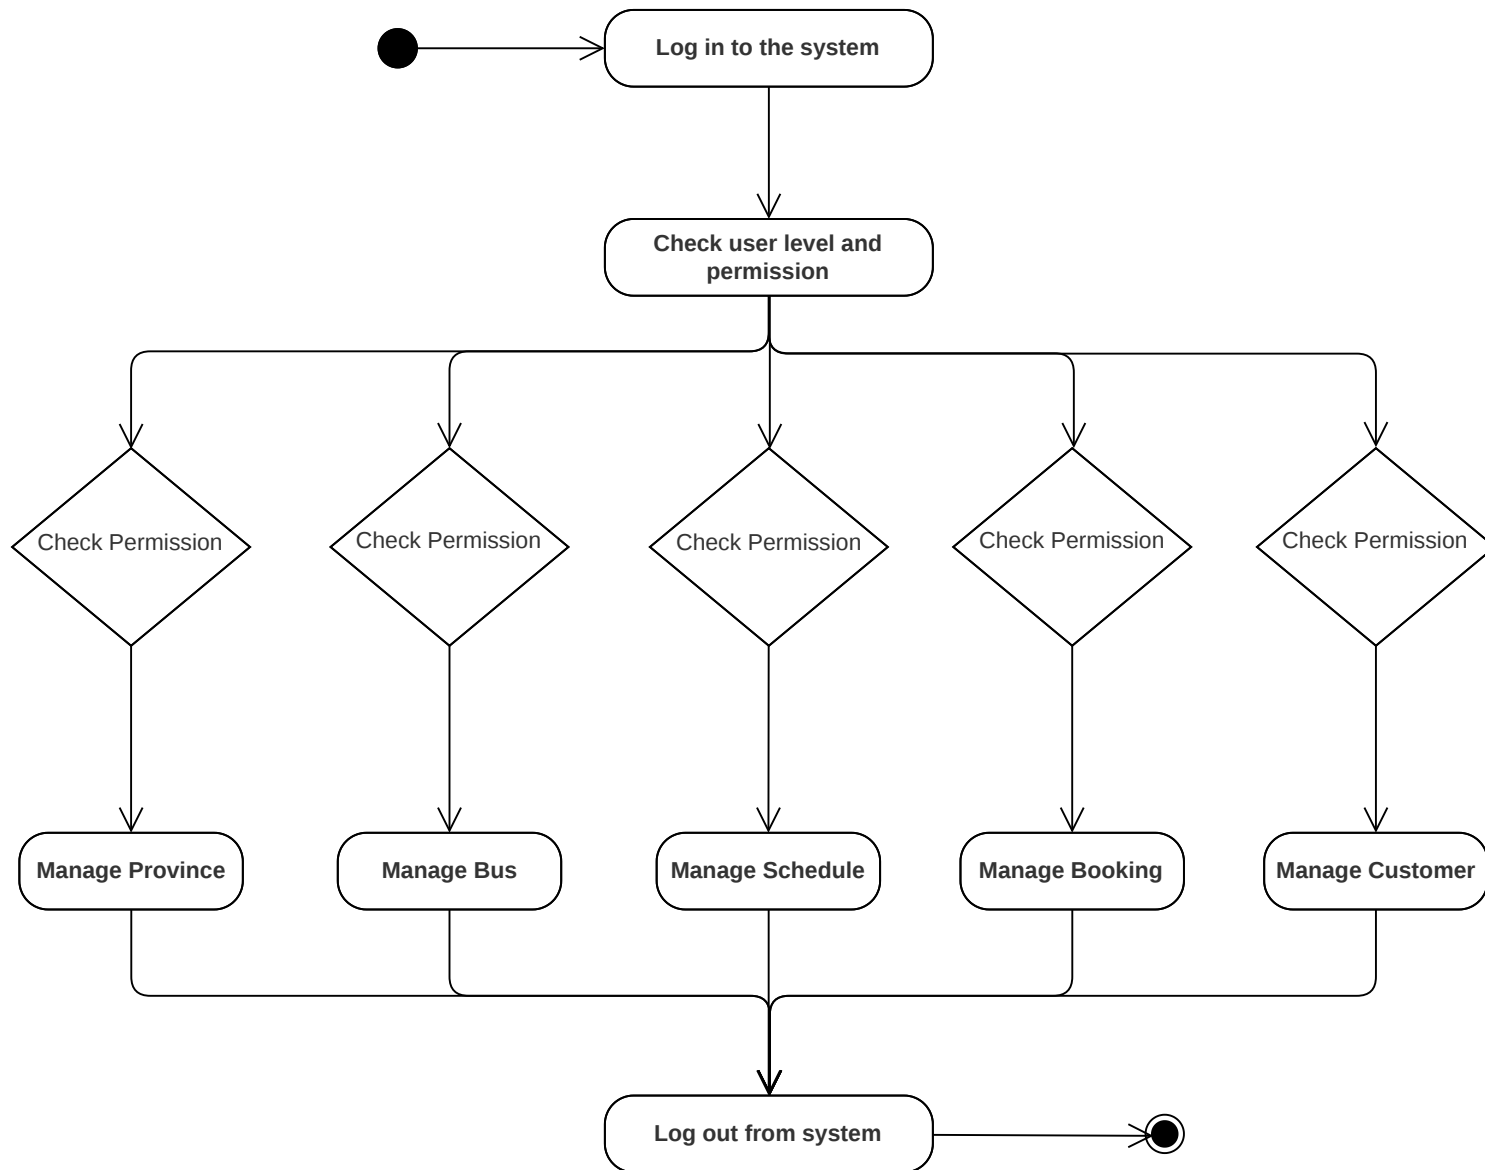 Log in to the system
Check user level and
permission
Check Permission
Check Permission
Check Permission
Check Permission
Check Permission
Manage Province
Manage Bus
Manage Schedule
Manage Booking
Manage Customer
Log out from system